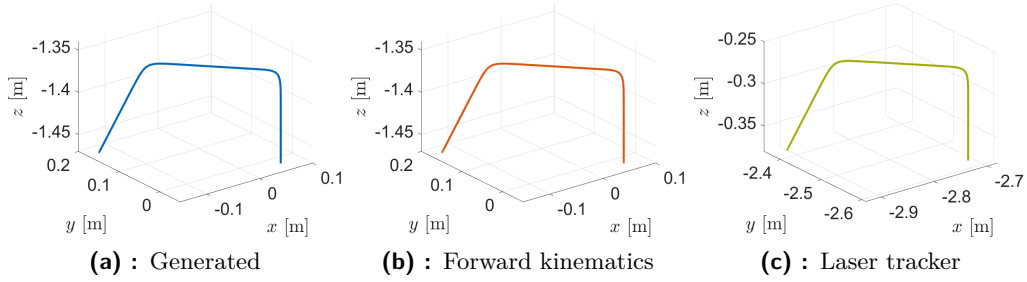 -1.35
-1.4
-1.45
z [m]
0.2
0.1
0
y [m]
-0.1
0
0.1
x [m]
(a) : Generated
-1.35
-1.4
-1.45
z [m]
0.2
0.1
0
y [m]
-0.1
0
0.1
x [m]
(b) : Forward kinematics
-0.25
-0.3
-0.35
z [m]
-2.4
-2.5
-2.6
y [m]
-2.9
-2.8
-2.7
x [m]
(c) : Laser tracker